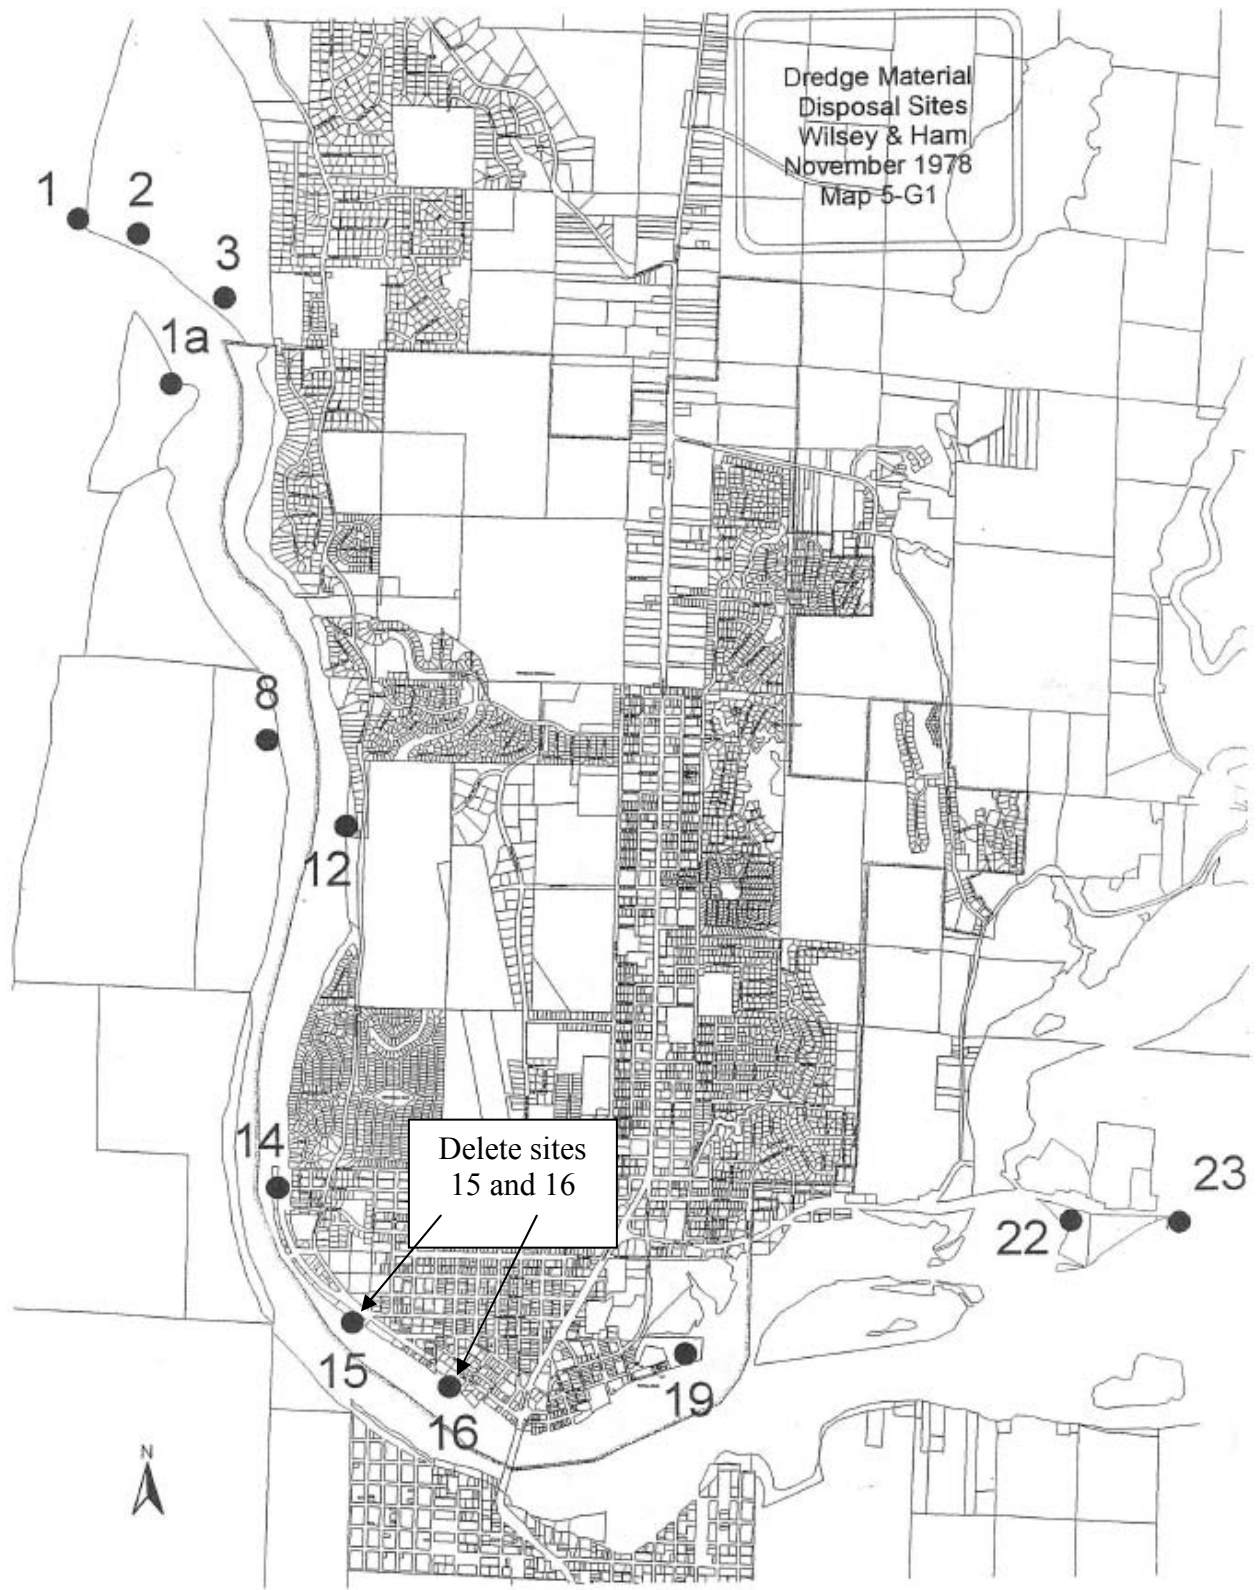 Dredge Material
Disposal Sites
Wilsey & Ham
November 1978
Map 5-G1
1
2
3
1a
8
12
14
Delete sites
15 and 16
23
22
15
16
19
N